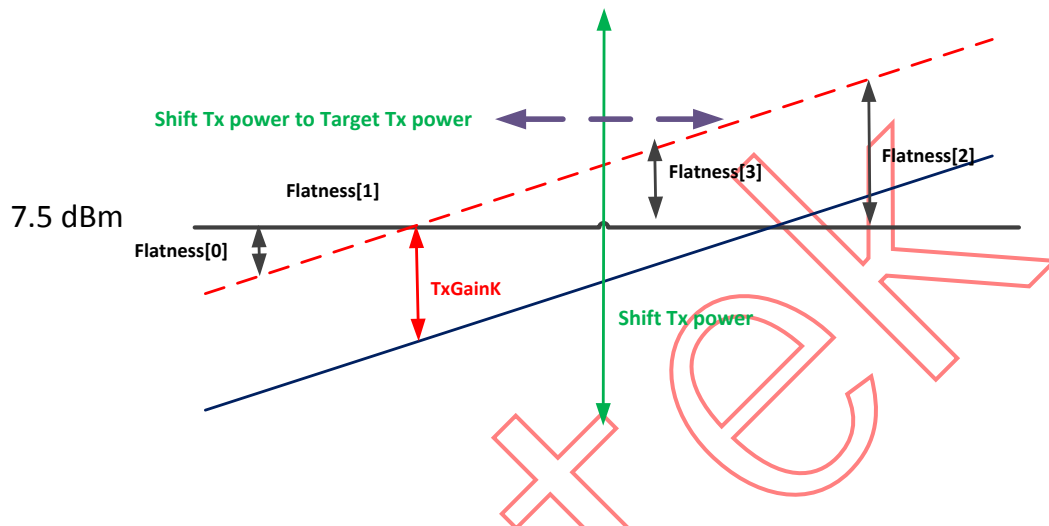 Shift Tx power to Target Tx power
Flatness[1]
Flatness[3]
Flatness[2]
7.5 dBm
Flatness[0]
TxGainK
Shift Tx power
tek